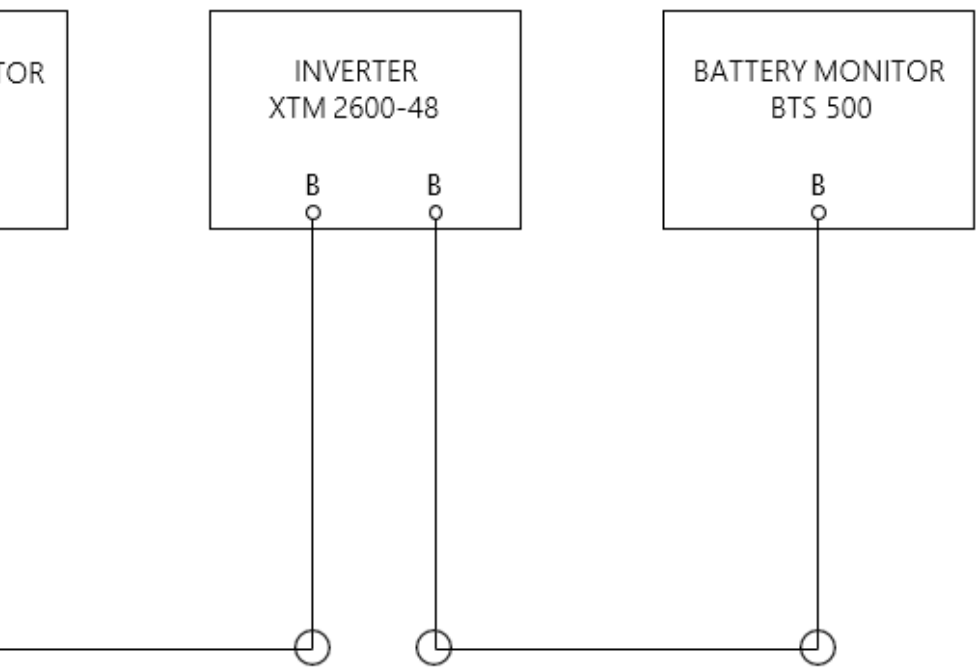 TOR
INVERTER
XTM 2600-48
B
B
BATTERY MONITOR
BTS 500
B